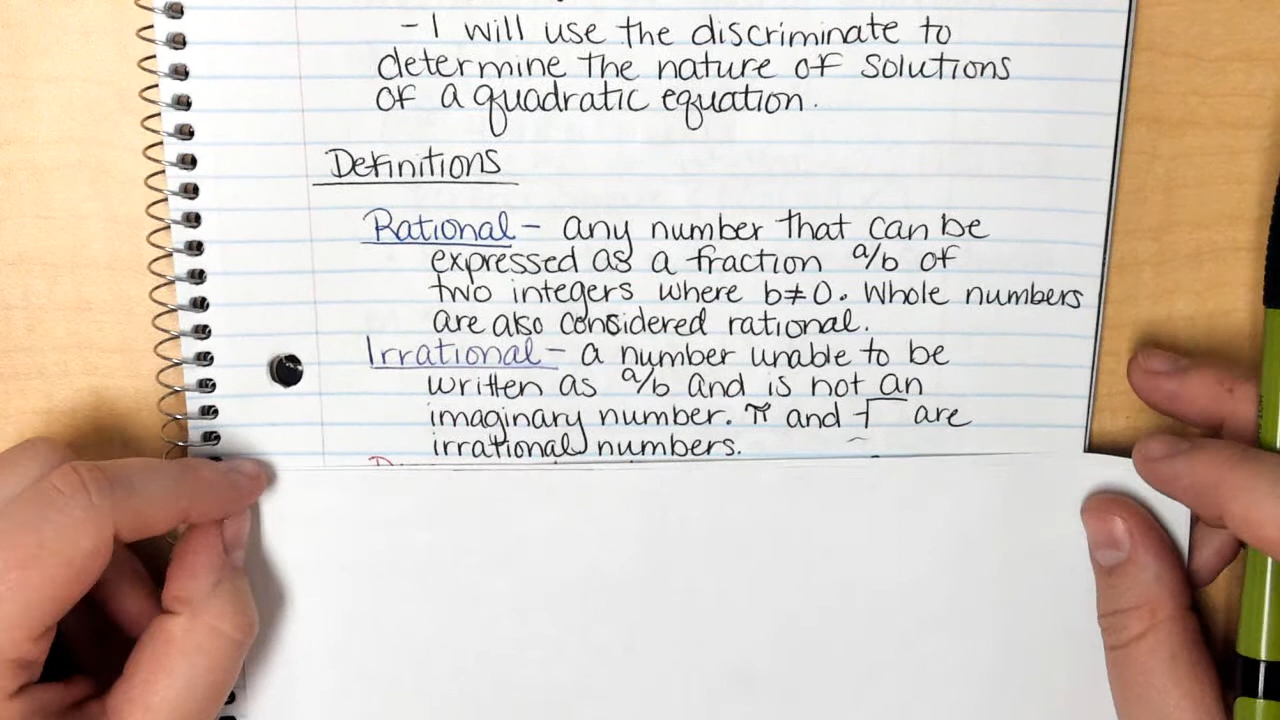 - I will use the discriminate to
determine the nature of solutions
of a quadratic equation.
Definitions
Rational - any number that can be
expressed as a fraction a/b of
two integers where b≠0. Whole numbers
are also considered rational.
Irrational - a number unable to be
written as a/b and is not an
imaginary number. π and √ are
irrational numbers.